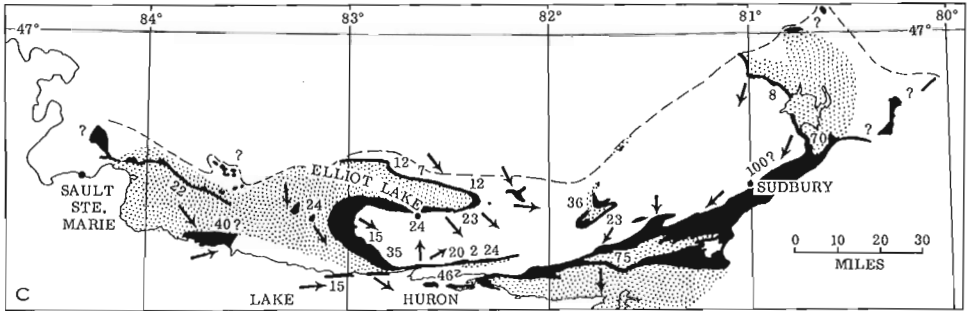 84° 83° 82° 81° 80°
47° 47°
?
?
8
?
?
70
100?
SUDBURY
?
?
12 7
ELLIOT LAKE
12
SAULT
STE.
MARIE
22
24
24
23
36
23
40?
15
35
20 2 24
75
46?
15
0 10 20 30
MILES
C
LAKE HURON